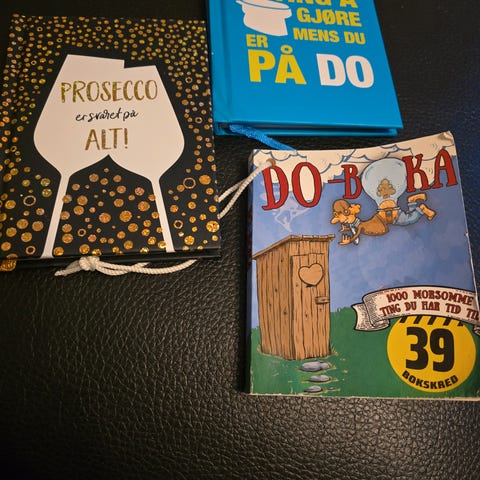 PROSECCO
er svaret på
ALT!
GJØRE
ER MENS DU
PÅ DO
DO-BOKA
1000 MORSOMME
TING DU HAR TID TIL
39
BOKSKRED